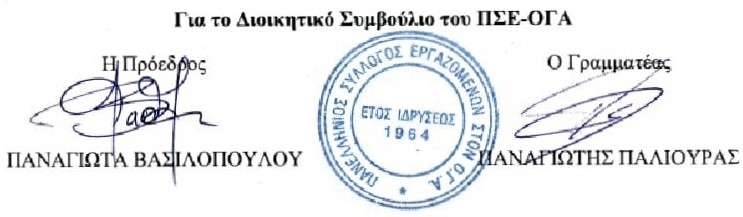 Για το Διοικητικό Συμβούλιο του ΠΣΕ-ΟΓΑ
Η Πρόεδρος
Ο Γραμματέας
ΠΑΝΕΛΛΗΝΙΟΣ ΣΥΛΛΟΓΟΣ ΕΡΓΑΖΟΜΕΝΩΝ ΣΤΟΝ Ο.Γ.Α.
ΕΤΟΣ ΙΔΡΥΣΕΩΣ
1964
ΠΑΝΑΓΙΩΤΑ ΒΑΣΙΛΟΠΟΥΛΟΥ
ΠΑΝΑΓΙΩΤΗΣ ΠΑΛΙΟΥΡΑΣ